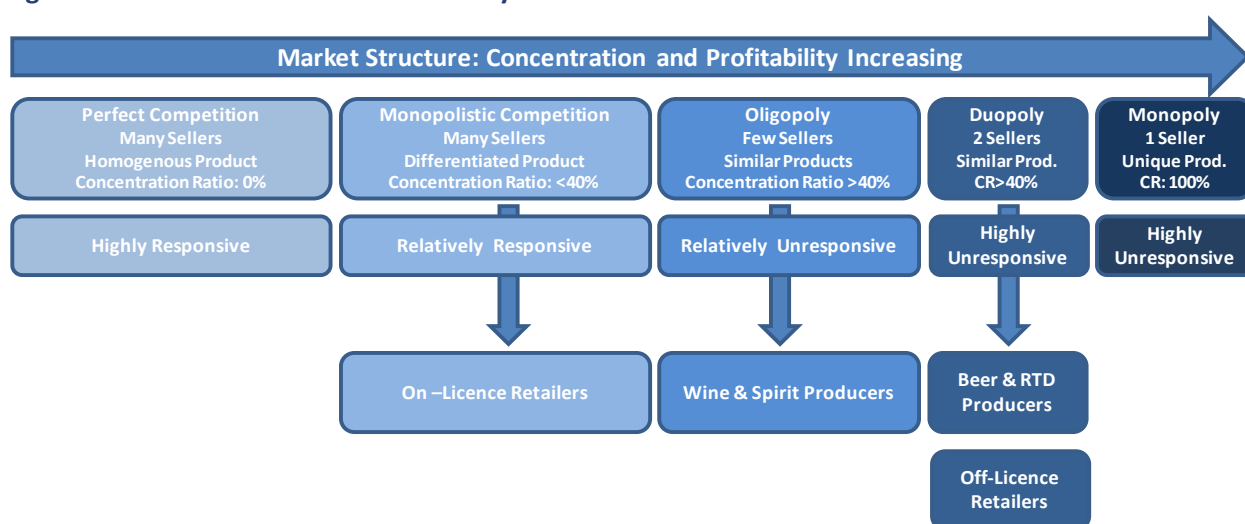 Market Structure: Concentration and Profitability Increasing
Perfect Competition
Many Sellers
Homogenous Product
Concentration Ratio: 0%
Monopolistic Competition
Many Sellers
Differentiated Product
Concentration Ratio: <40%
Oligopoly
Few Sellers
Similar Products
Concentration Ratio >40%
Duopoly
2 Sellers
Similar Prod.
CR>40%
Monopoly
1 Seller
Unique Prod.
CR: 100%
Highly Responsive
Relatively Responsive
Relatively Unresponsive
Highly
Unresponsive
Highly
Unresponsive
On –Licence Retailers
Wine & Spirit Producers
Beer & RTD
Producers
Off-Licence
Retailers